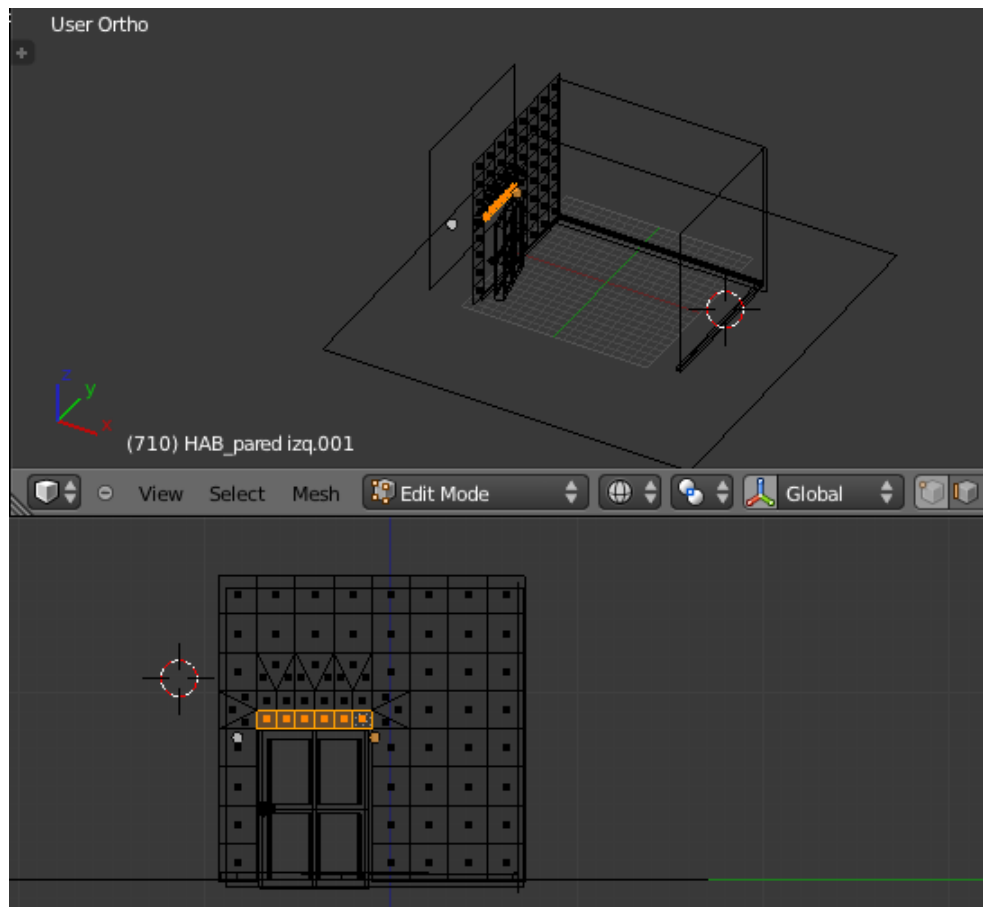 User Ortho
z
y
x
(710) HAB_pared izq.001
View Select Mesh Edit Mode Global